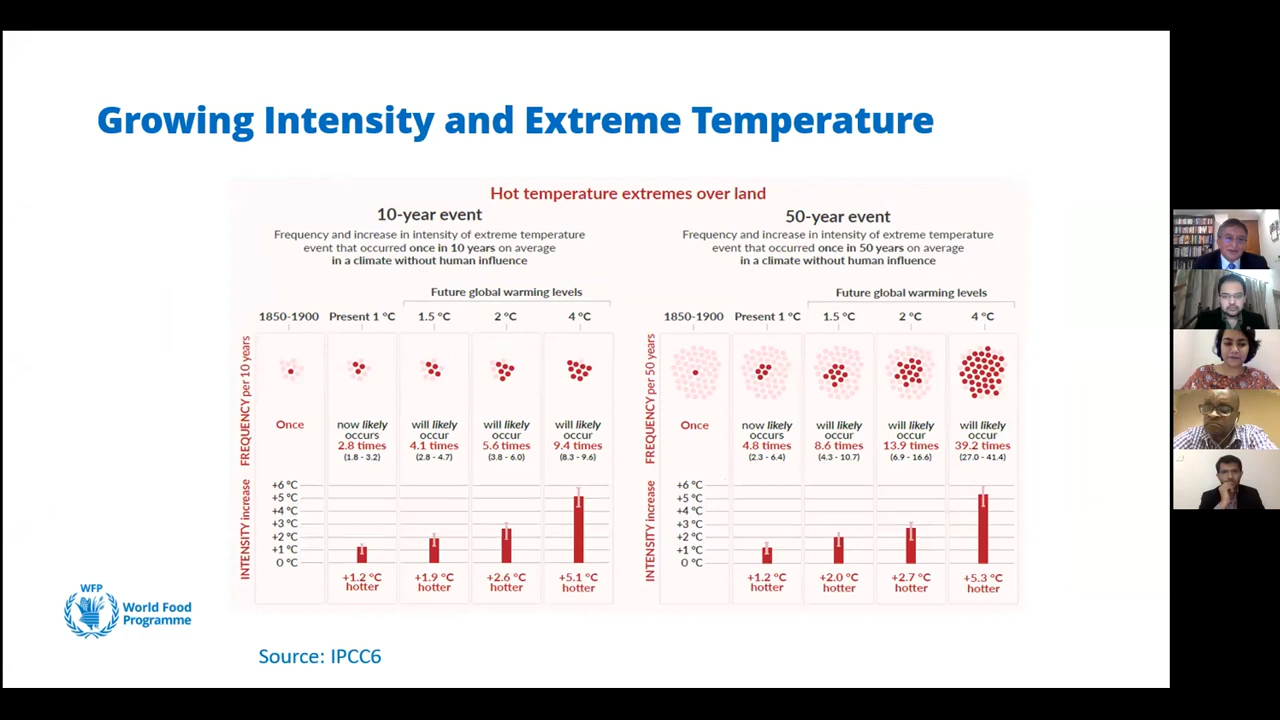 Growing Intensity and Extreme Temperature
Hot temperature extremes over land
10-year event
Frequency and increase in intensity of extreme temperature
event that occurred once in 10 years on average
in a climate without human influence
Future global warming levels
1850-1900 Present 1 °C 1.5 °C 2 °C 4 °C
FREQUENCY per 10 years
Once
now likely occurs 2.8 times (1.8 - 3.2)
will likely occur 4.1 times (2.8 - 4.7)
will likely occur 5.6 times (3.8 - 6.0)
will likely occur 9.4 times (8.3 - 9.6)
INTENSITY increase
+6 °C
+5 °C
+4 °C
+3 °C
+2 °C
+1 °C
0 °C
+1.2 °C hotter
+1.9 °C hotter
+2.6 °C hotter
+5.1 °C hotter
50-year event
Frequency and increase in intensity of extreme temperature
event that occurred once in 50 years on average
in a climate without human influence
Future global warming levels
1850-1900 Present 1 °C 1.5 °C 2 °C 4 °C
FREQUENCY per 50 years
Once
now likely occurs 4.8 times (2.3 - 6.4)
will likely occur 8.6 times (4.3 - 10.7)
will likely occur 13.9 times (6.9 - 16.6)
will likely occur 39.2 times (27.0 - 41.4)
INTENSITY increase
+6 °C
+5 °C
+4 °C
+3 °C
+2 °C
+1 °C
0 °C
+1.2 °C hotter
+2.0 °C hotter
+2.7 °C hotter
+5.3 °C hotter
WFP
World Food
Programme
Source: IPCC6